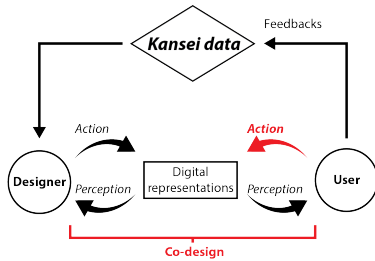 Feedbacks
Kansei data
Action
Action
Designer
Digital
representations
User
Perception
Perception
Co-design